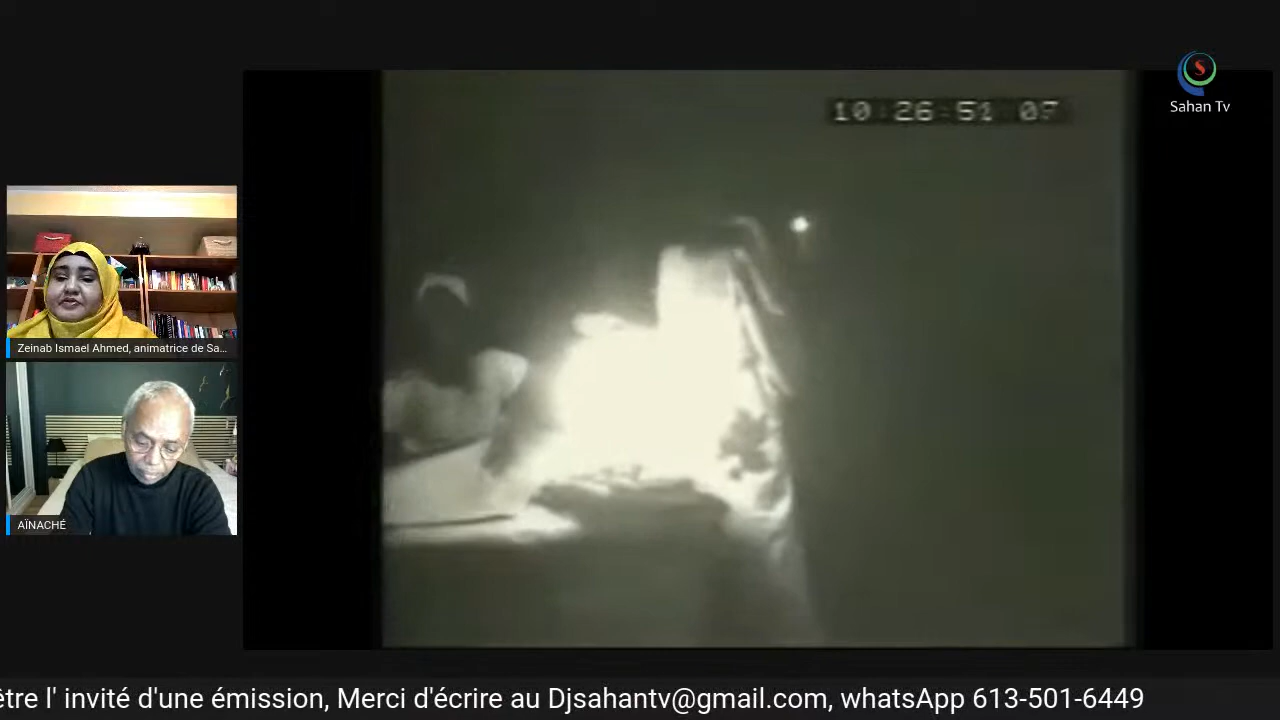 10:26:51:07
Sahan Tv
Zeinab Ismael Ahmed, animatrice de Sa...
AÏNACHÉ
être l' invité d'une émission, Merci d'écrire au Djsahantv@gmail.com, whatsApp 613-501-6449